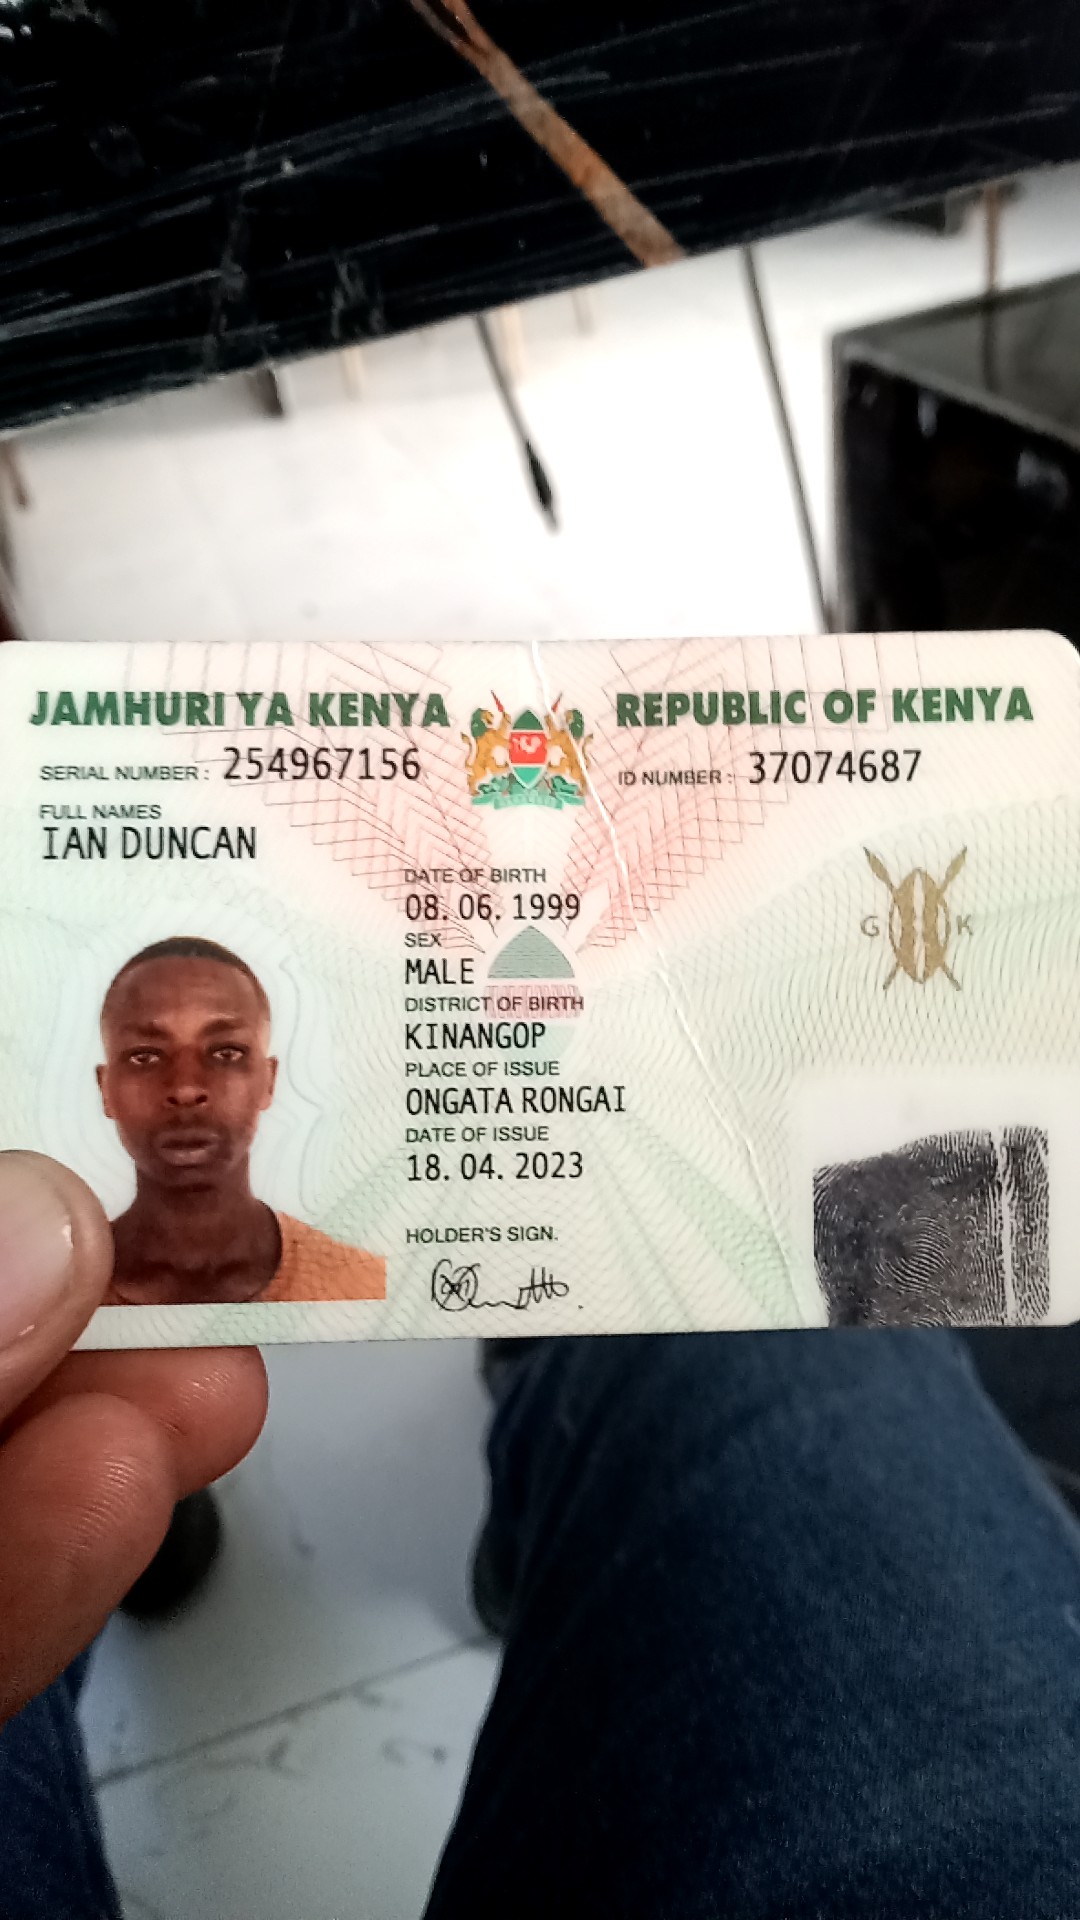 JAMHURI YA KENYA REPUBLIC OF KENYA
SERIAL NUMBER: 254967156 ID NUMBER: 37074687
FULL NAMES
IAN DUNCAN
DATE OF BIRTH
08. 06. 1999
SEX
MALE
DISTRICT OF BIRTH
KINANGOP
PLACE OF ISSUE
ONGATA RONGAI
DATE OF ISSUE
18. 04. 2023
HOLDER'S SIGN.
G K